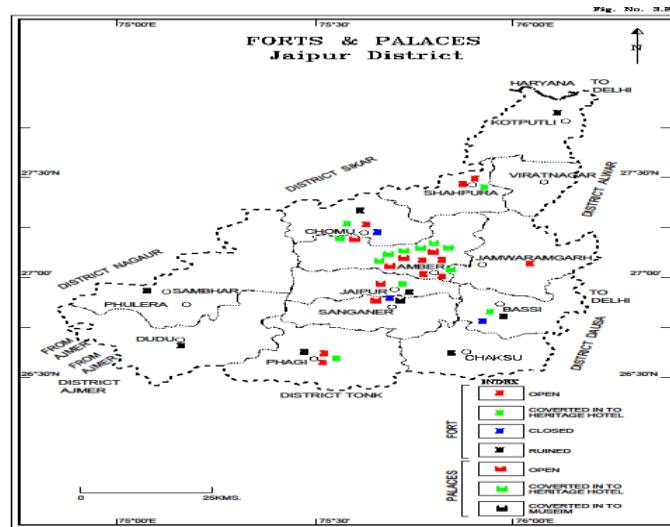 Fig. No. 3.
75°00'E 75°30' 76°00'
FORTS & PALACES
Jaipur District
N
HARYANA
TO
DELHI
KOTPUTLI
27°30'N
27°30'N
DISTRICT SIKAR
VIRATNAGAR
SHAHPURA
DISTRICT ALWAR
CHOMU
JAMWARAMGARH
AMBER
27°00'
27°00'
DISTRICT NAGAUR
SAMBHAR
JAIPUR
TO
DELHI
PHULERA
SANGANER
BASSI
DUDU
FROM
AJMER
FROM
AJMER
PHAGI
CHAKSU
DISTRICT DAUSA
26°30'
26°30'N
DISTRICT
AJMER
DISTRICT TONK
INDEX
FORT
OPEN
COVERTED IN TO
HERITAGE HOTEL
CLOSED
RUINED
PALACES
OPEN
COVERTED IN TO
HERITAGE HOTEL
COVERTED IN TO
MUSEIM
0 25KMS.
75°00'E 75°30' 76°00'